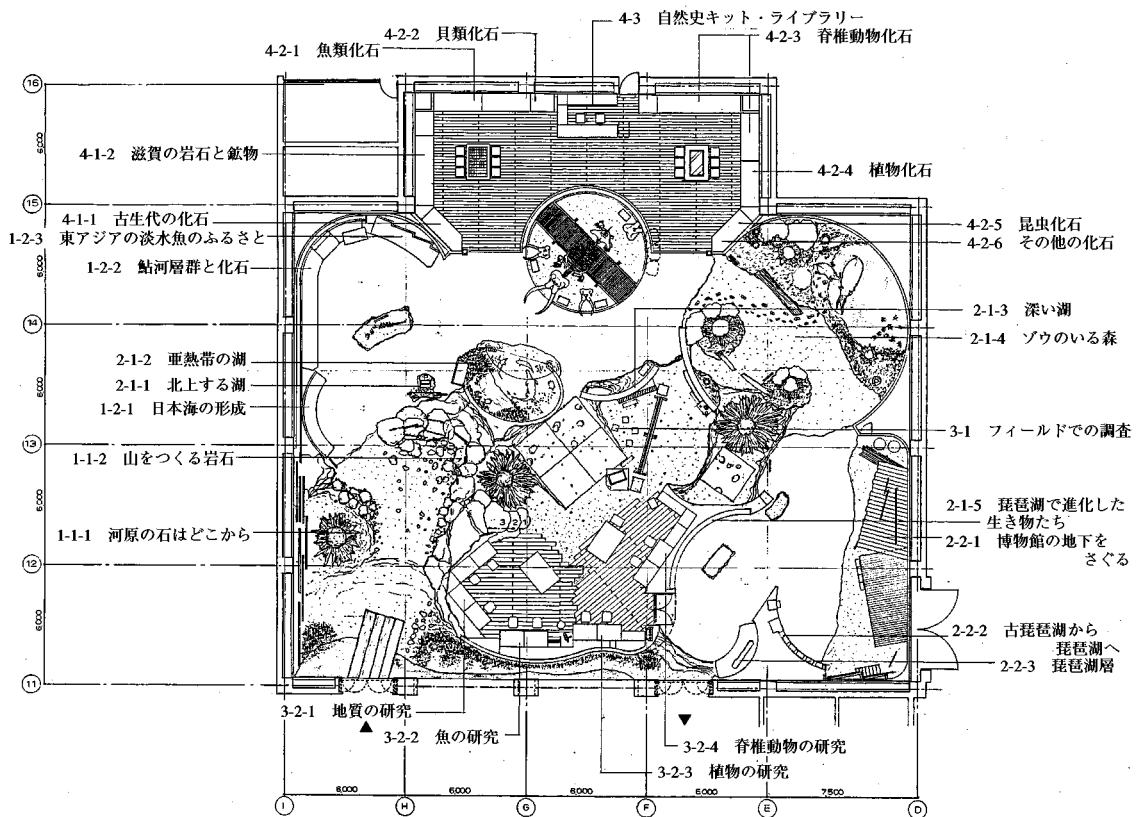 4-3 自然史キット・ライブラリー
4-2-2 貝類化石
4-2-3 脊椎動物化石
4-2-1 魚類化石
16
6,000
4-1-2 滋賀の岩石と鉱物
4-2-4 植物化石
15
4-1-1 古生代の化石
4-2-5 昆虫化石
1-2-3 東アジアの淡水魚のふるさと
4-2-6 その他の化石
6,000
1-2-2 鮎河層群と化石
14
2-1-3 深い湖
2-1-4 ゾウのいる森
2-1-2 亜熱帯の湖
6,000
2-1-1 北上する湖
1-2-1 日本海の形成
3-1 フィールドでの調査
13
1-1-2 山をつくる岩石
6,000
2-1-5 琵琶湖で進化した
生き物たち
3 2 1
1-1-1 河原の石はどこから
2-2-1 博物館の地下を
さぐる
12
6,000
2-2-2 古琵琶湖から
琵琶湖へ
2-2-3 琵琶湖層
11
3-2-1 地質の研究
3-2-2 魚の研究
3-2-4 脊椎動物の研究
3-2-3 植物の研究
6,000 6,000 6,000 6,000 7,500
I H G F E D